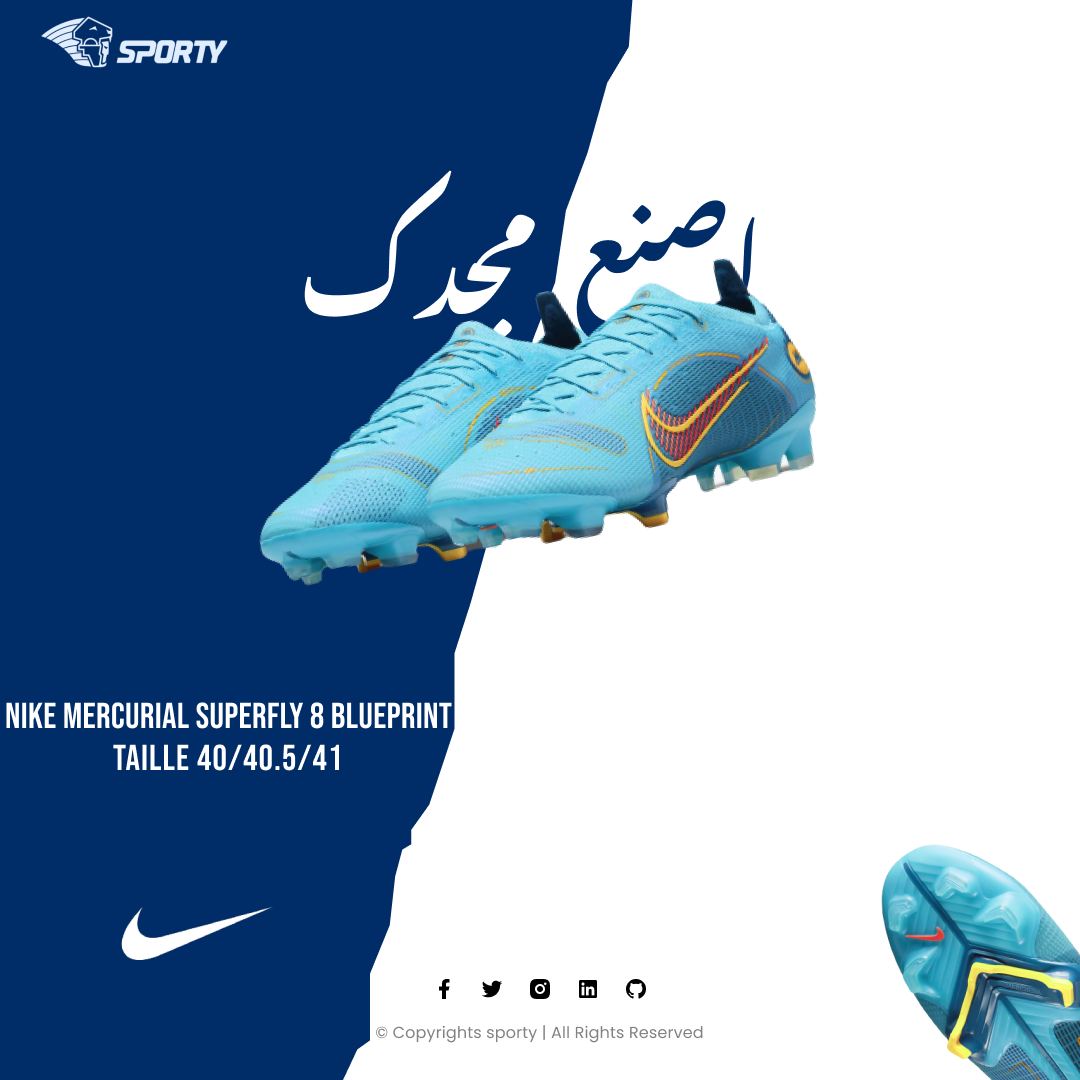 SPORTY
اصنع مجدك
NIKE MERCURIAL SUPERFLY 8 BLUEPRINT
TAILLE 40/40.5/41
© Copyrights sporty | All Rights Reserved